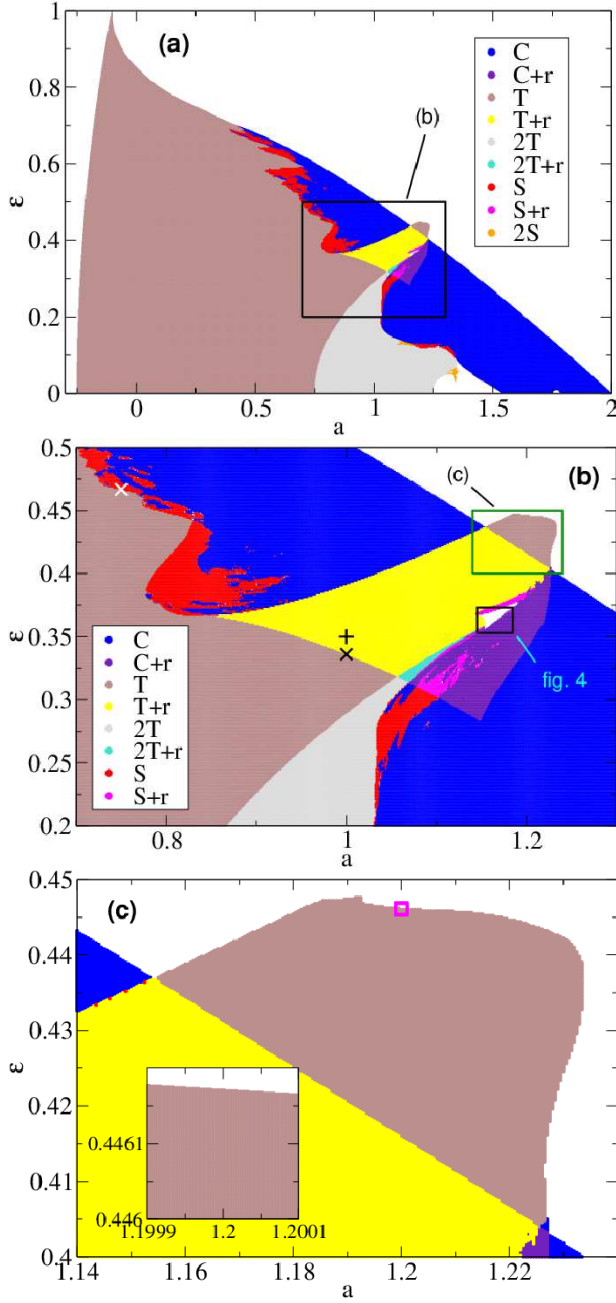 1
(a)
C
C+r
T
T+r
2T
2T+r
S
S+r
2S
(b)
0.8
0.6
ε
0.4
0.2
0
0
0.5
1
1.5
2
a
0.5
(c)
(b)
0.45
0.4
ε
0.35
C
C+r
T
T+r
2T
2T+r
S
S+r
fig. 4
0.3
0.25
0.2
0.8
1
1.2
a
0.45
(c)
0.44
0.43
ε
0.42
0.4461
0.41
0.446
1.1999
1.2
1.2001
0.4
1.14
1.16
1.18
1.20
1.22
a